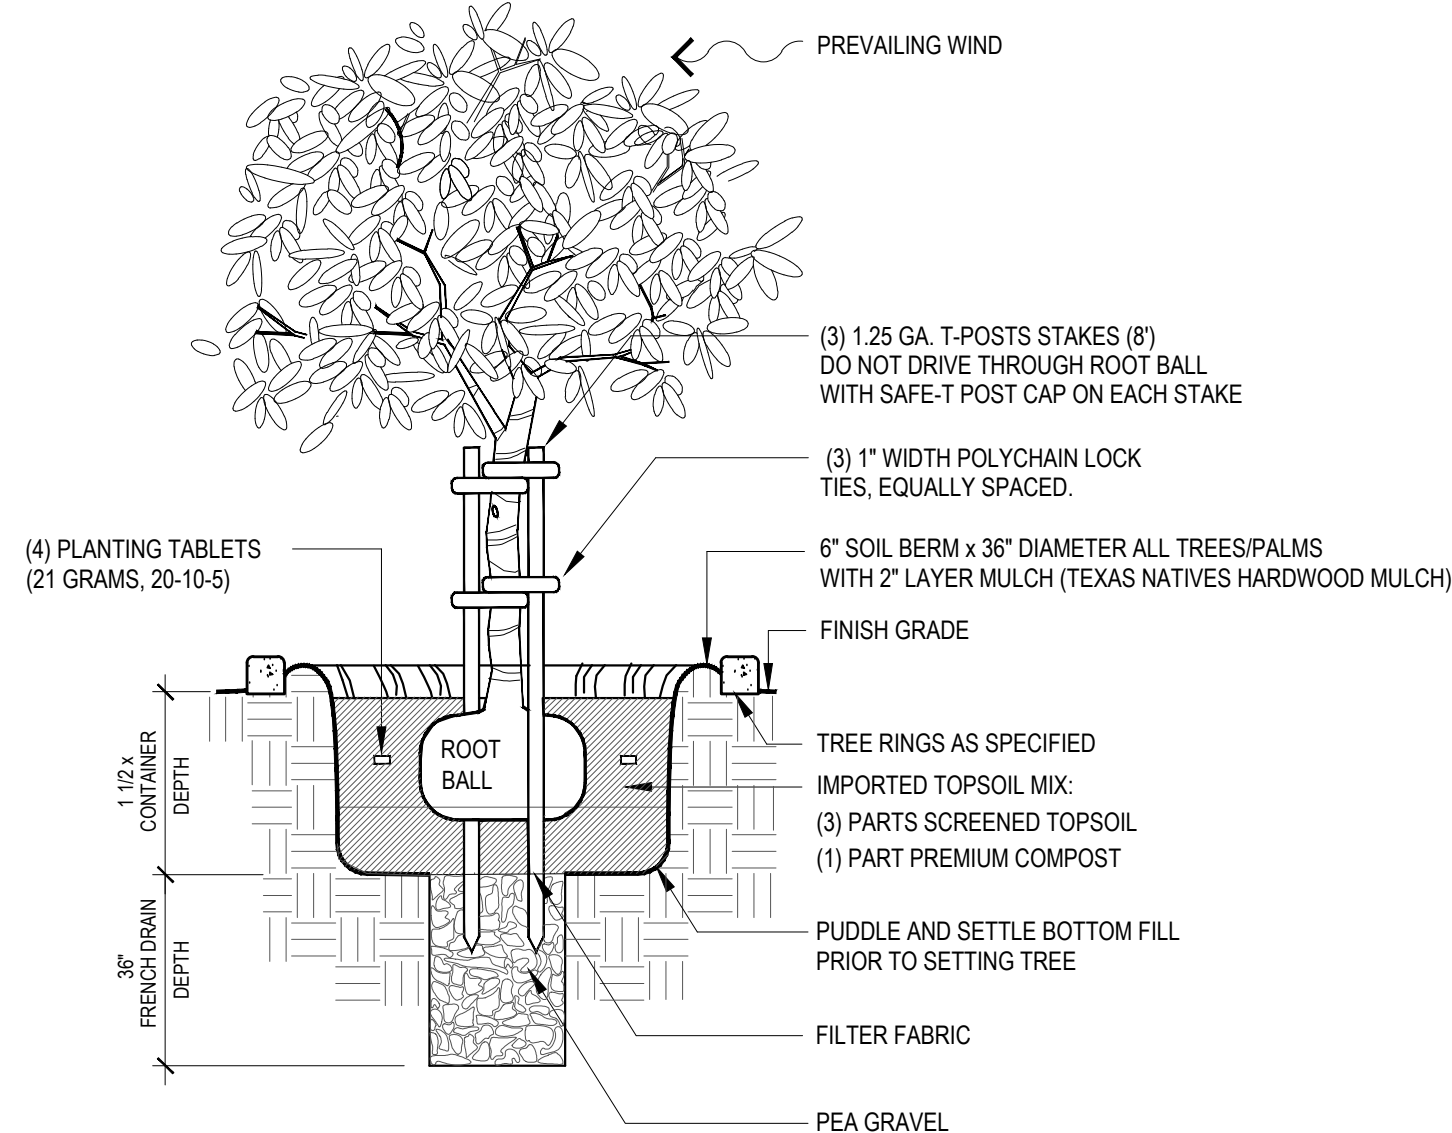 PREVAILING WIND
(3) 1.25 GA. T-POSTS STAKES (8')
DO NOT DRIVE THROUGH ROOT BALL
WITH SAFE-T POST CAP ON EACH STAKE
(3) 1" WIDTH POLYCHAIN LOCK
TIES, EQUALLY SPACED.
(4) PLANTING TABLETS
(21 GRAMS, 20-10-5)
6" SOIL BERM x 36" DIAMETER ALL TREES/PALMS
WITH 2" LAYER MULCH (TEXAS NATIVES HARDWOOD MULCH)
FINISH GRADE
ROOT
BALL
1 1/2 x
CONTAINER
DEPTH
TREE RINGS AS SPECIFIED
IMPORTED TOPSOIL MIX:
(3) PARTS SCREENED TOPSOIL
(1) PART PREMIUM COMPOST
36"
FRENCH DRAIN
DEPTH
PUDDLE AND SETTLE BOTTOM FILL
PRIOR TO SETTING TREE
FILTER FABRIC
PEA GRAVEL